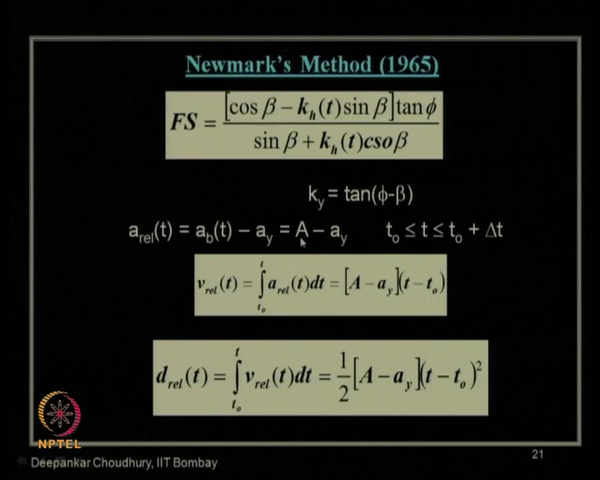 Newmark's Method (1965)
FS = [cos β – k_h(t) sin β] tan ϕ / sin β + k_h(t) cso β
k_y = tan(ϕ-β)
a_rel(t) = a_b(t) – a_y = A – a_y t_o ≤ t ≤ t_o + Δt
v_rel(t) = ∫_{t_o}^{t} a_rel(t)dt = [A – a_y](t – t_o)
d_rel(t) = ∫_{t_o}^{t} v_rel(t)dt = 1/2 [A – a_y](t – t_o)²
NPTEL
Deepankar Choudhury, IIT Bombay
21